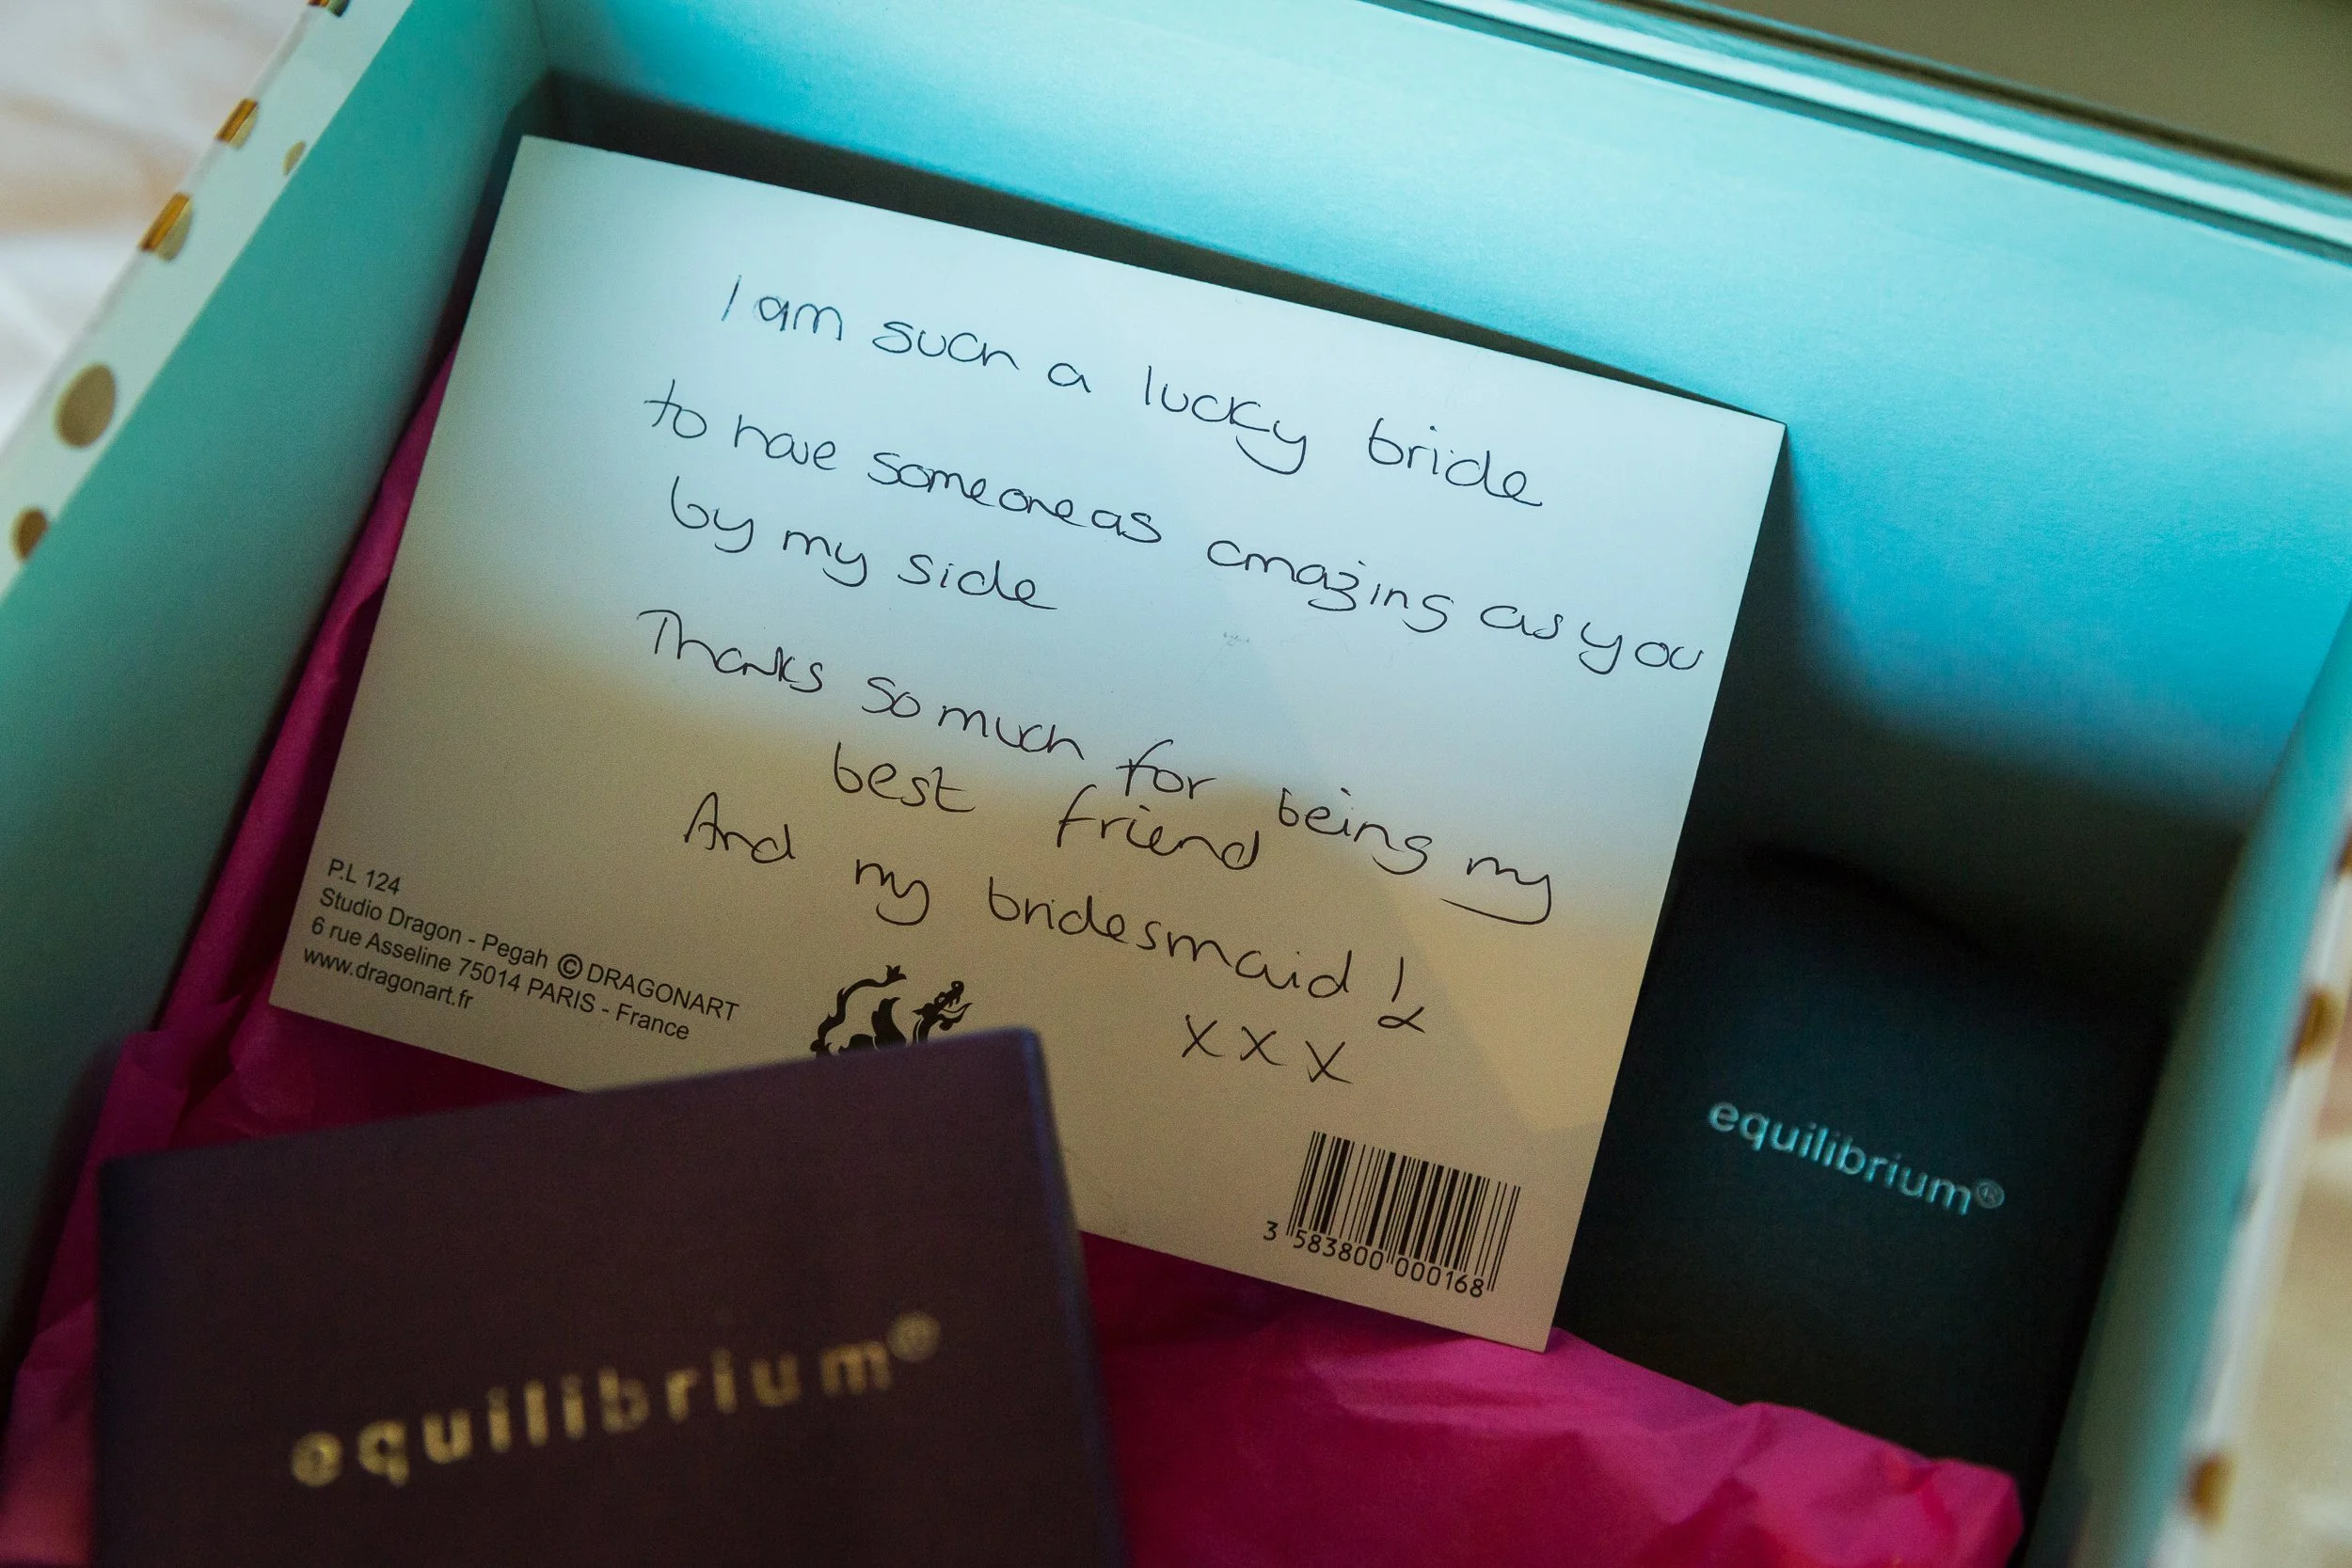 I am such a lucky bride
to have someone as amazing as you
by my side
Thanks so much for being my
best friend
And my bridesmaid!
xxx
P.L 124
Studio Dragon - Pegah © DRAGONART
6 rue Asseline 75014 PARIS - France
www.dragonart.fr
3 583800 000168
equilibrium®
equilibrium®